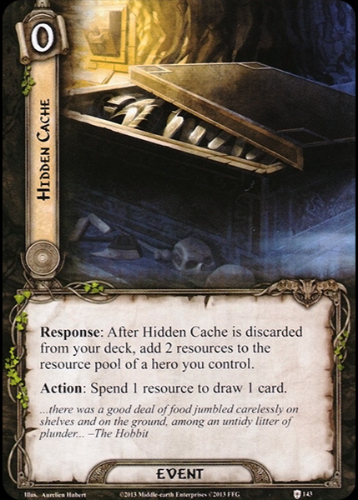 0
HIDDEN CACHE
Response: After Hidden Cache is discarded
from your deck, add 2 resources to the
resource pool of a hero you control.
Action: Spend 1 resource to draw 1 card.
...there was a good deal of food jumbled carelessly on
shelves and on the ground, among an untidy litter of
plunder... –The Hobbit
EVENT
Illus. Aurelien Hubert
©2013 Middle-earth Enterprises ©2013 FFG
143